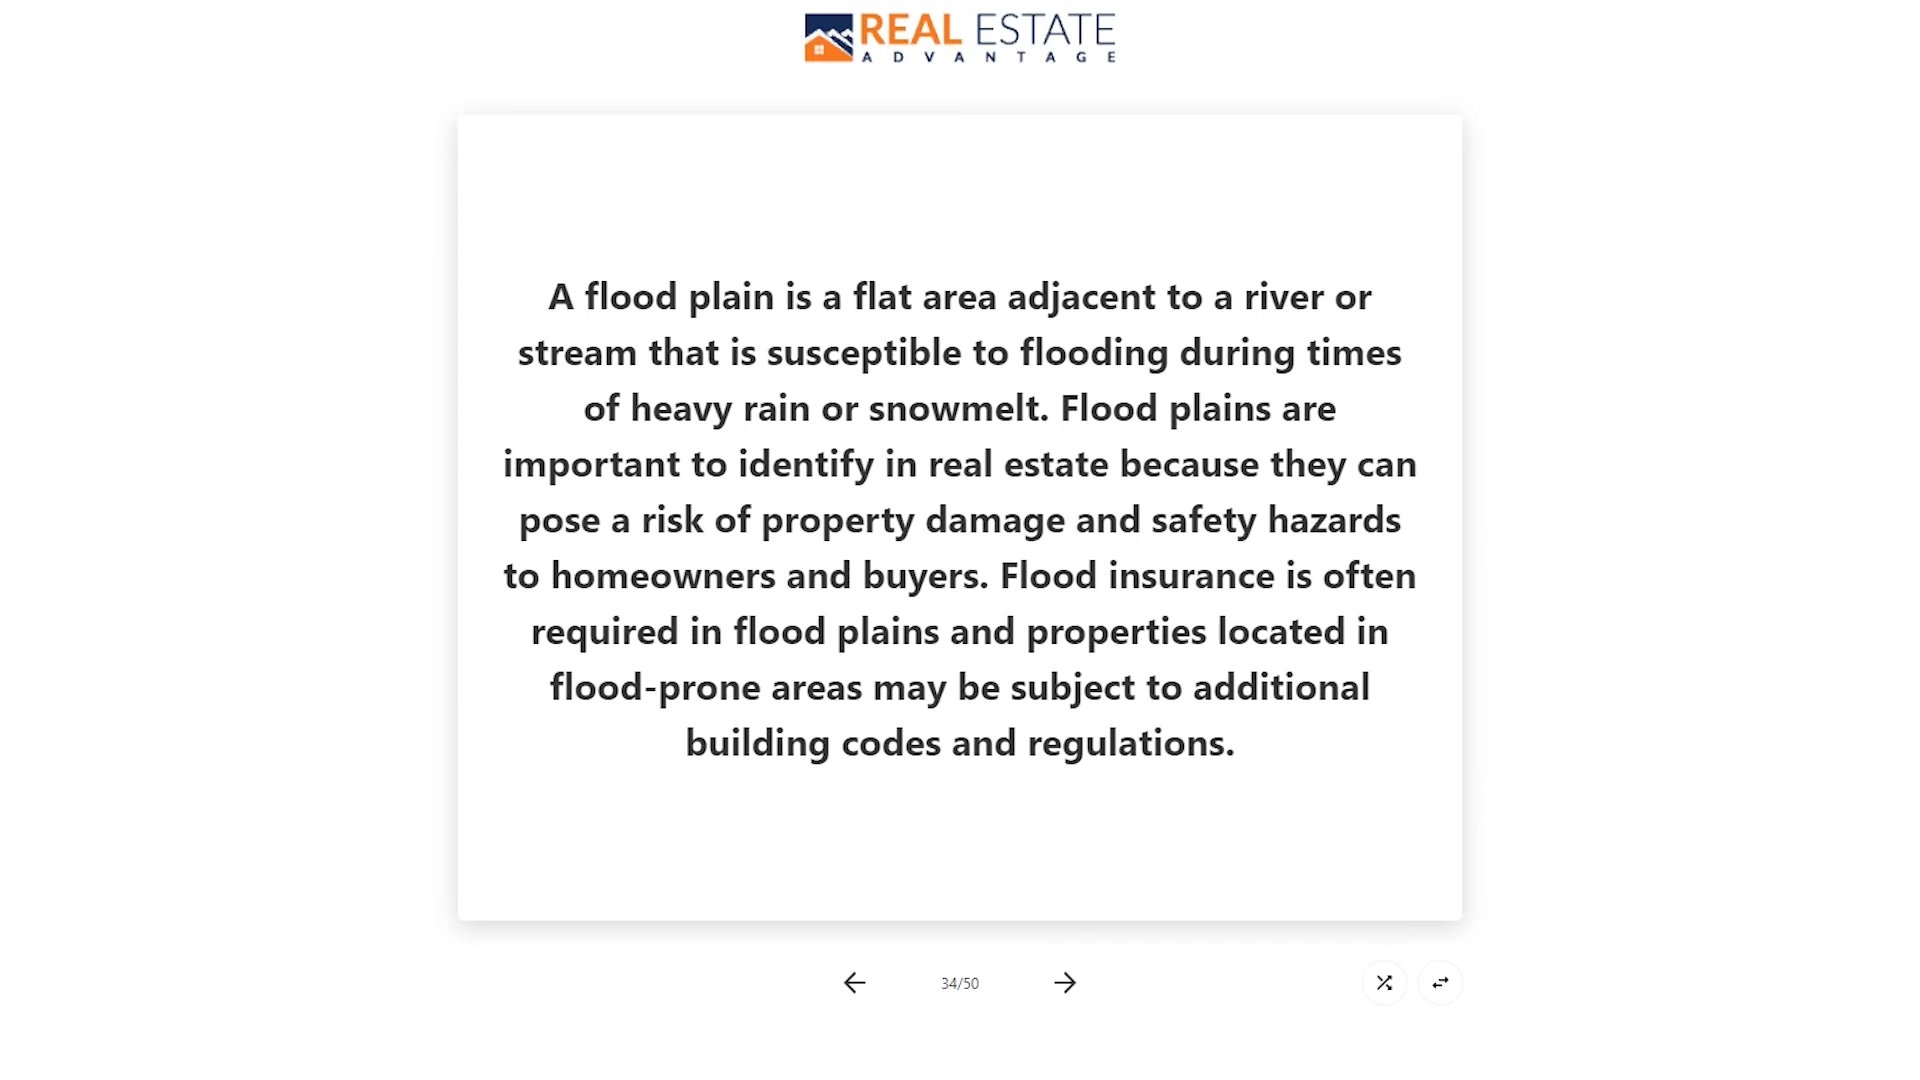 REAL ESTATE
ADVANTAGE
A flood plain is a flat area adjacent to a river or
stream that is susceptible to flooding during times
of heavy rain or snowmelt. Flood plains are
important to identify in real estate because they can
pose a risk of property damage and safety hazards
to homeowners and buyers. Flood insurance is often
required in flood plains and properties located in
flood-prone areas may be subject to additional
building codes and regulations.
34/50